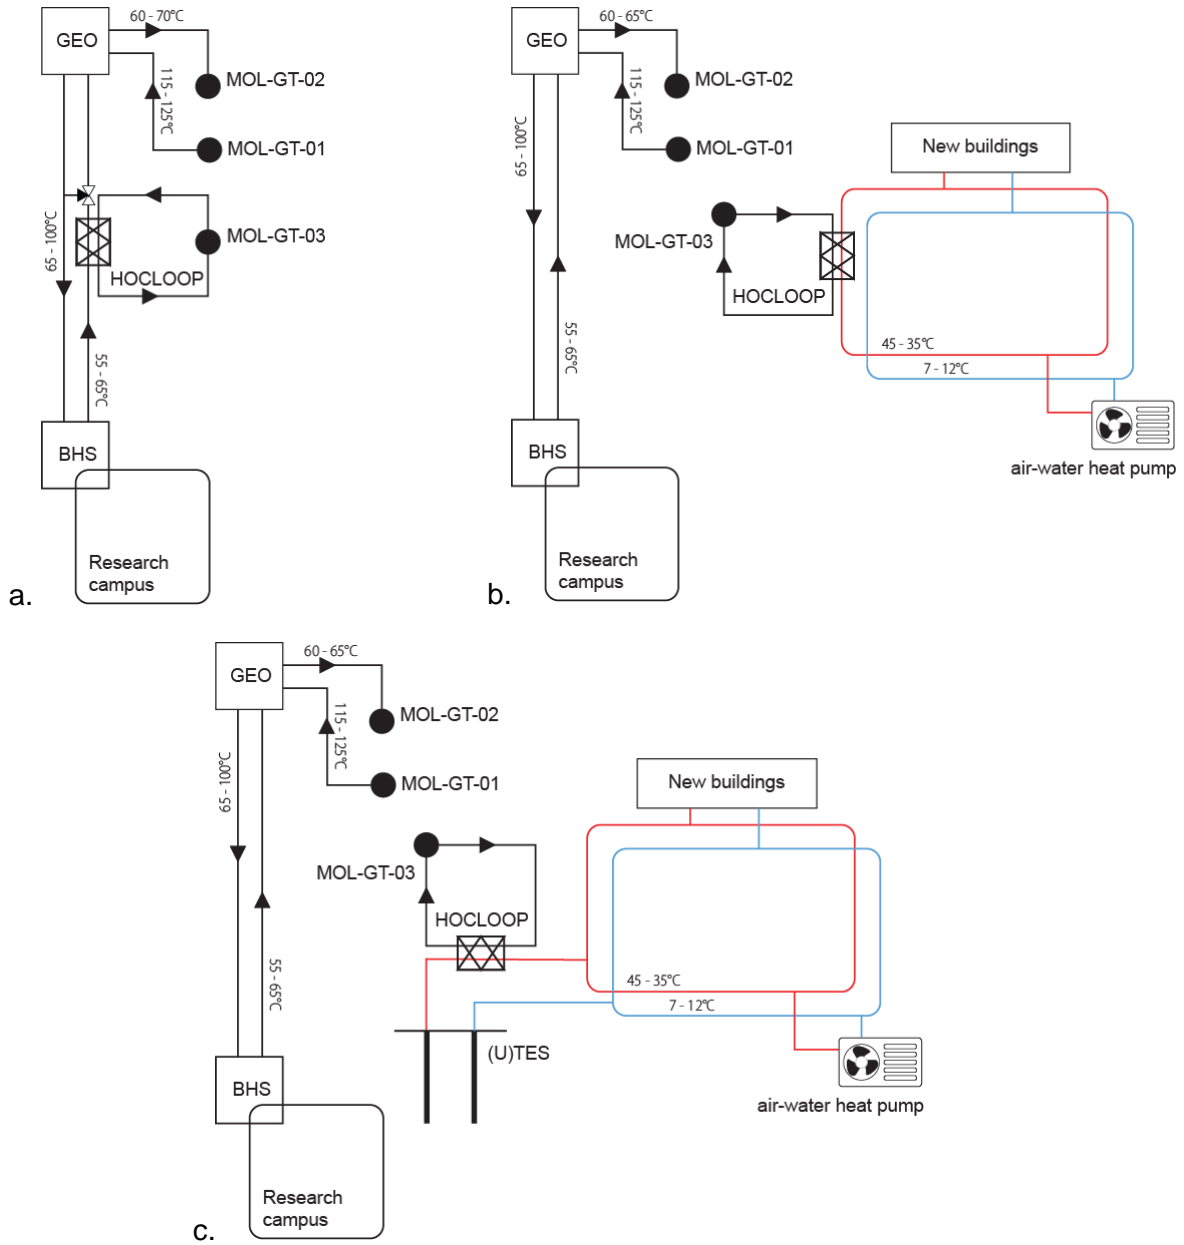 60 - 70°C
GEO
MOL-GT-02
115 - 125°C
MOL-GT-01
65 - 100°C
MOL-GT-03
HOCLOOP
55 - 65°C
BHS
Research
campus
a.
60 - 65°C
GEO
MOL-GT-02
115 - 125°C
MOL-GT-01
65 - 100°C
New buildings
MOL-GT-03
HOCLOOP
45 - 35°C
7 - 12°C
55 - 65°C
BHS
air-water heat pump
Research
campus
b.
60 - 65°C
GEO
MOL-GT-02
115 - 125°C
MOL-GT-01
65 - 100°C
New buildings
MOL-GT-03
HOCLOOP
45 - 35°C
7 - 12°C
55 - 65°C
(U)TES
BHS
air-water heat pump
Research
campus
c.